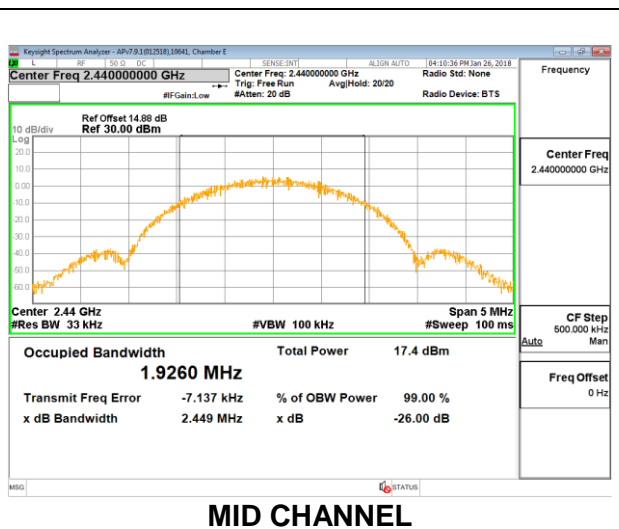 Keysight Spectrum Analyzer - APv7.9.1(012518),10641, Chamber E
L RF 50 Ω DC SENSE:INT ALIGN AUTO 04:10:36 PM Jan 26, 2018
Center Freq 2.440000000 GHz Center Freq: 2.440000000 GHz Radio Std: None Frequency
Trig: Free Run Avg|Hold: 20/20
#IFGain:Low #Atten: 20 dB Radio Device: BTS
Ref Offset 14.88 dB
10 dB/div Ref 30.00 dBm
Log
20.0
10.0
0.00
-10.0
-20.0
-30.0
-40.0
-50.0
-60.0
Center 2.44 GHz Span 5 MHz
#Res BW 33 kHz #VBW 100 kHz #Sweep 100 ms
Center Freq
2.440000000 GHz
CF Step
500.000 kHz
Auto Man
Freq Offset
0 Hz
Occupied Bandwidth Total Power 17.4 dBm
1.9260 MHz
Transmit Freq Error -7.137 kHz % of OBW Power 99.00 %
x dB Bandwidth 2.449 MHz x dB -26.00 dB
MSG STATUS
MID CHANNEL